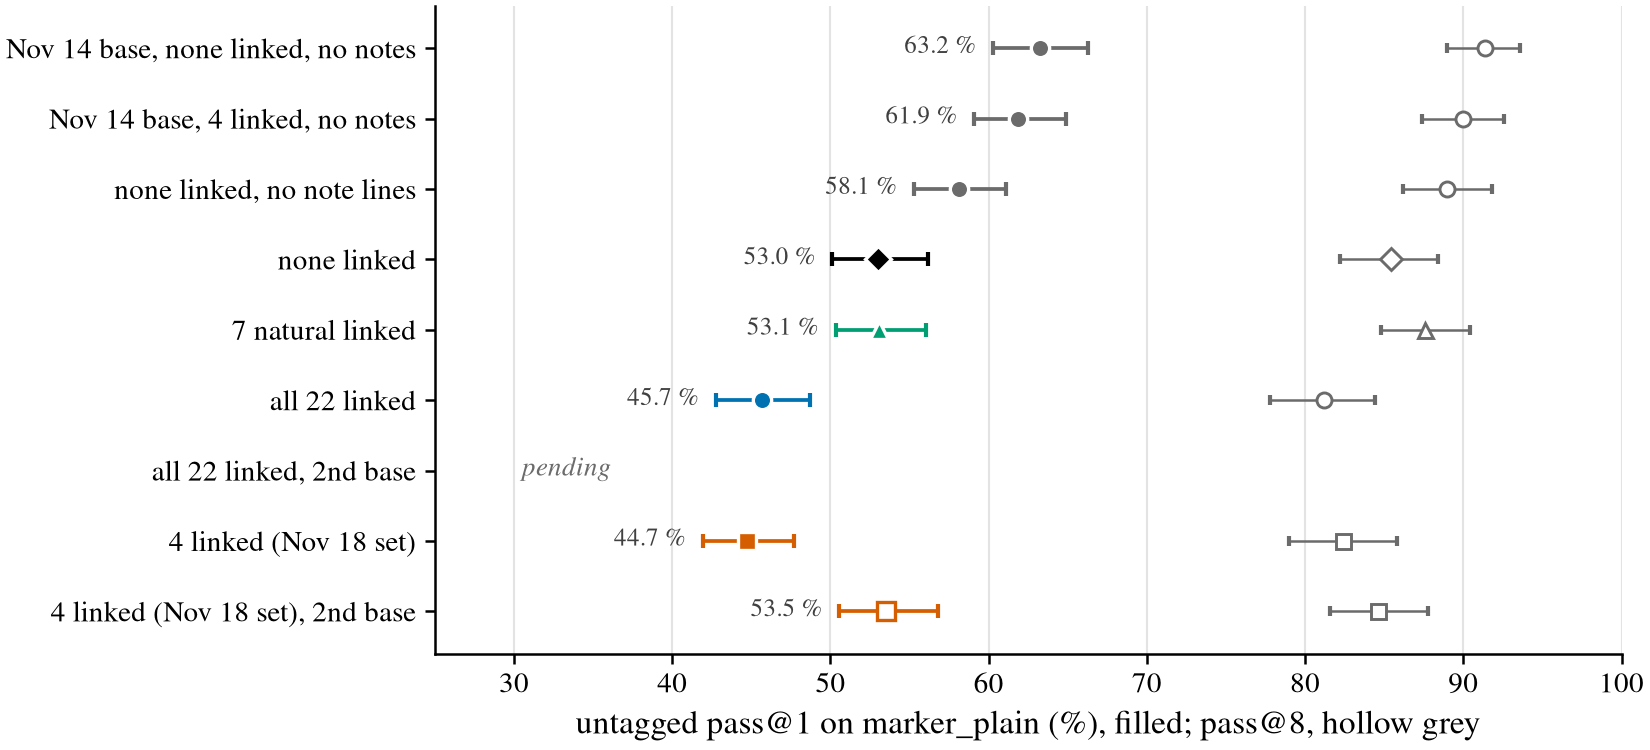 Nov 14 base, none linked, no notes
63.2 %
Nov 14 base, 4 linked, no notes
61.9 %
none linked, no note lines
58.1 %
none linked
53.0 %
7 natural linked
53.1 %
all 22 linked
45.7 %
all 22 linked, 2nd base
pending
4 linked (Nov 18 set)
44.7 %
4 linked (Nov 18 set), 2nd base
53.5 %
30 40 50 60 70 80 90 100
untagged pass@1 on marker_plain (%), filled; pass@8, hollow grey